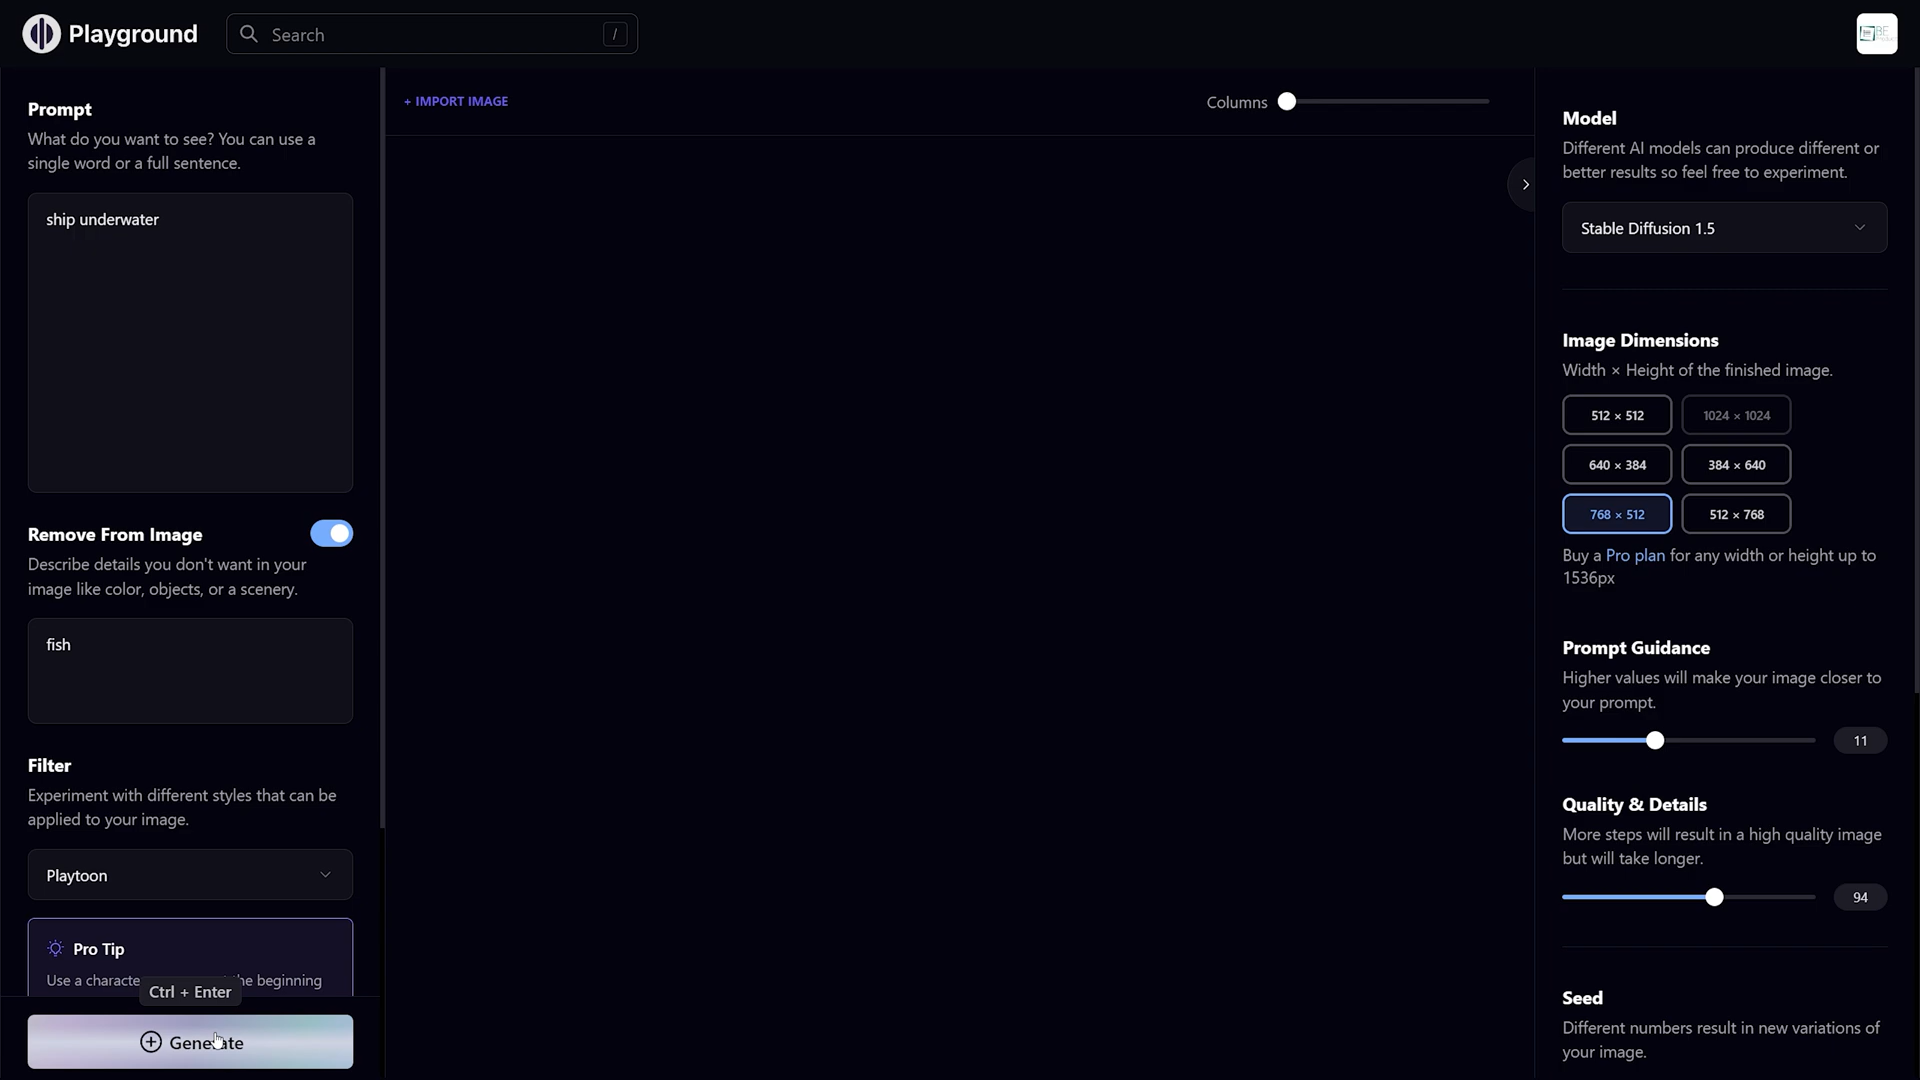 Playground
Search
/
Prompt
What do you want to see? You can use a
single word or a full sentence.
ship underwater
Remove From Image
Describe details you don't want in your
image like color, objects, or a scenery.
fish
Filter
Experiment with different styles that can be
applied to your image.
Playtoon
Pro Tip
Use a characte he beginning
Ctrl + Enter
Generate
+ IMPORT IMAGE
Columns
Model
Different AI models can produce different or
better results so feel free to experiment.
Stable Diffusion 1.5
Image Dimensions
Width × Height of the finished image.
512 × 512
1024 × 1024
640 × 384
384 × 640
768 × 512
512 × 768
Buy a Pro plan for any width or height up to
1536px
Prompt Guidance
Higher values will make your image closer to
your prompt.
11
Quality & Details
More steps will result in a high quality image
but will take longer.
94
Seed
Different numbers result in new variations of
your image.